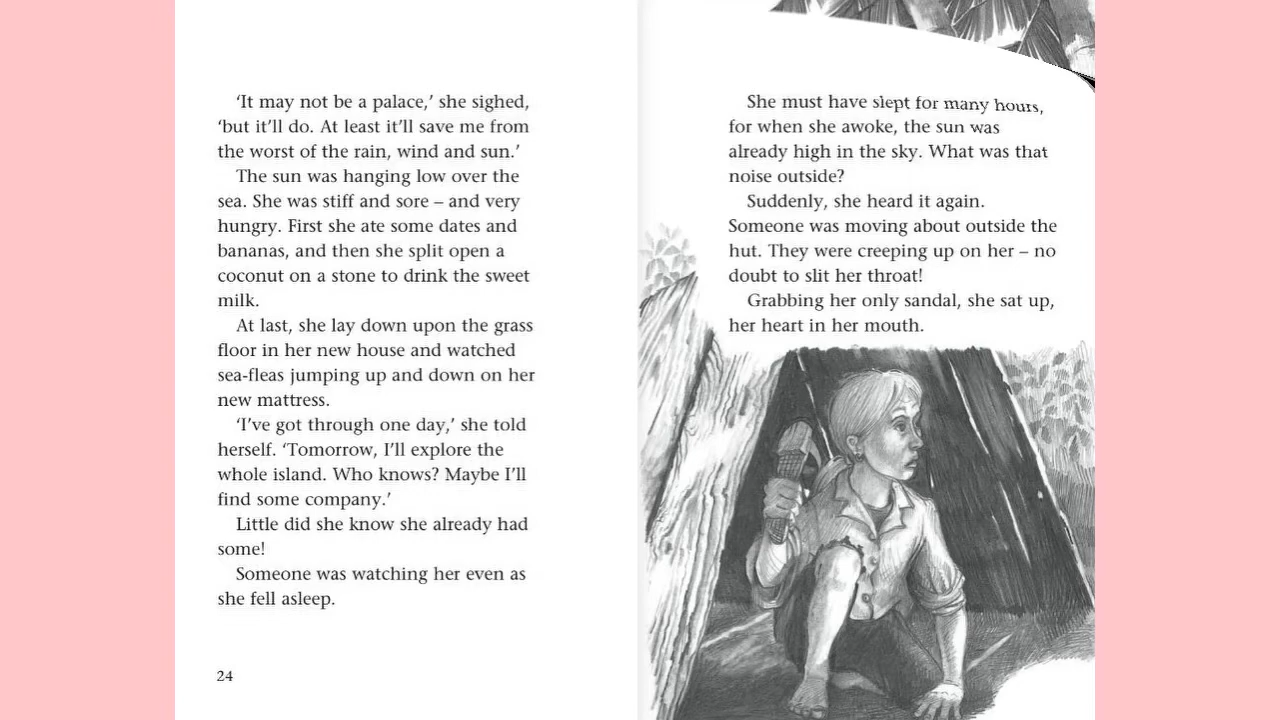 ‘It may not be a palace,’ she sighed,
‘but it’ll do. At least it’ll save me from
the worst of the rain, wind and sun.’
The sun was hanging low over the
sea. She was stiff and sore – and very
hungry. First she ate some dates and
bananas, and then she split open a
coconut on a stone to drink the sweet
milk.
At last, she lay down upon the grass
floor in her new house and watched
sea-fleas jumping up and down on her
new mattress.
‘I’ve got through one day,’ she told
herself. ‘Tomorrow, I’ll explore the
whole island. Who knows? Maybe I’ll
find some company.’
Little did she know she already had
some!
Someone was watching her even as
she fell asleep.
24
She must have slept for many hours,
for when she awoke, the sun was
already high in the sky. What was that
noise outside?
Suddenly, she heard it again.
Someone was moving about outside the
hut. They were creeping up on her – no
doubt to slit her throat!
Grabbing her only sandal, she sat up,
her heart in her mouth.